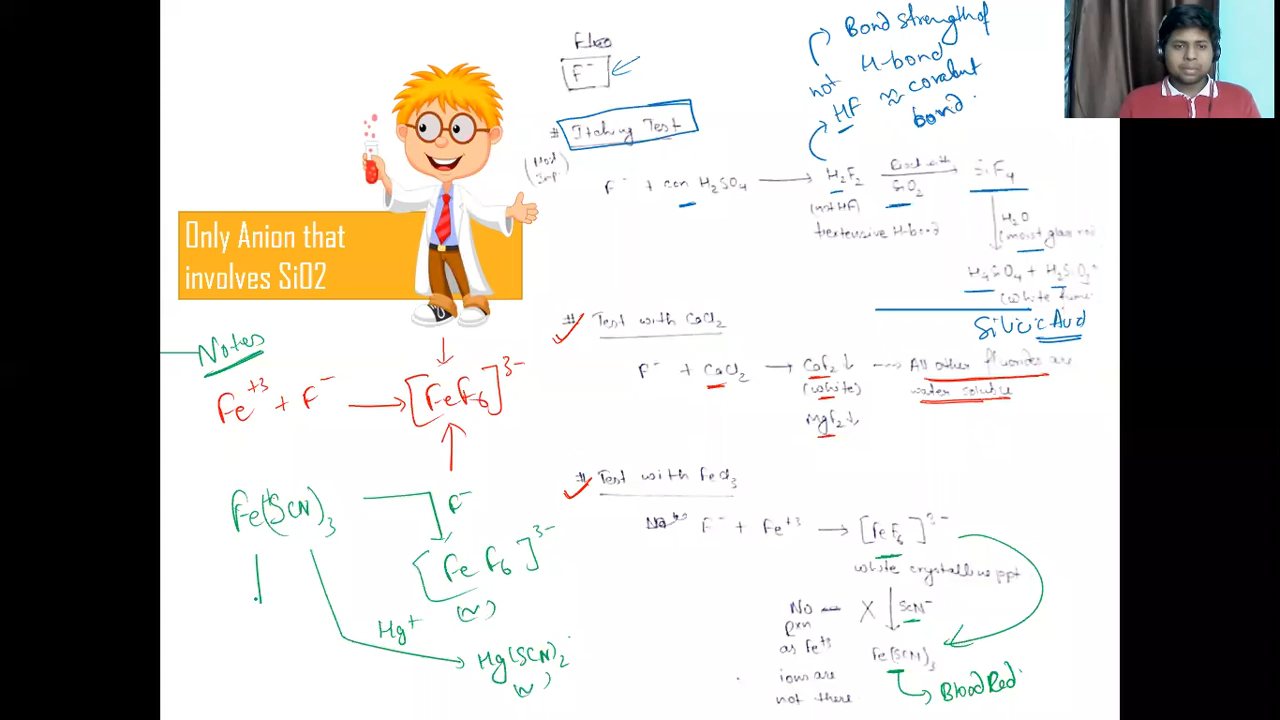 Only Anion that
involves SiO2
Notes
Fe+3 + F- → [FeF6]3-
Fe(SCN)3
F-
[FeF6]3-
(~)
Hg+
Hg(SCN)2
(~)
F-
# Itching Test
(Most Imp.)
F- + con H2SO4 → H2F2
SiO2
SiF4
(not HF)
extensive H-bond
Bond strength of
H-bond
not
HF ≈ covalent
bond.
H2O
(moist glass
H4SiO4 +
(white
Silicic Acid
# Test with CaCl2
F- + CaCl2 → CaF2↓ All other fluorides are
(white) water soluble
MgF2↓
# Test with FeCl3
F- + Fe+3 → [FeF6]3-
white crystalline ppt
No rxn X SCN-
as Fe+3 Fe(SCN)3
ions are
not there
Blood Red